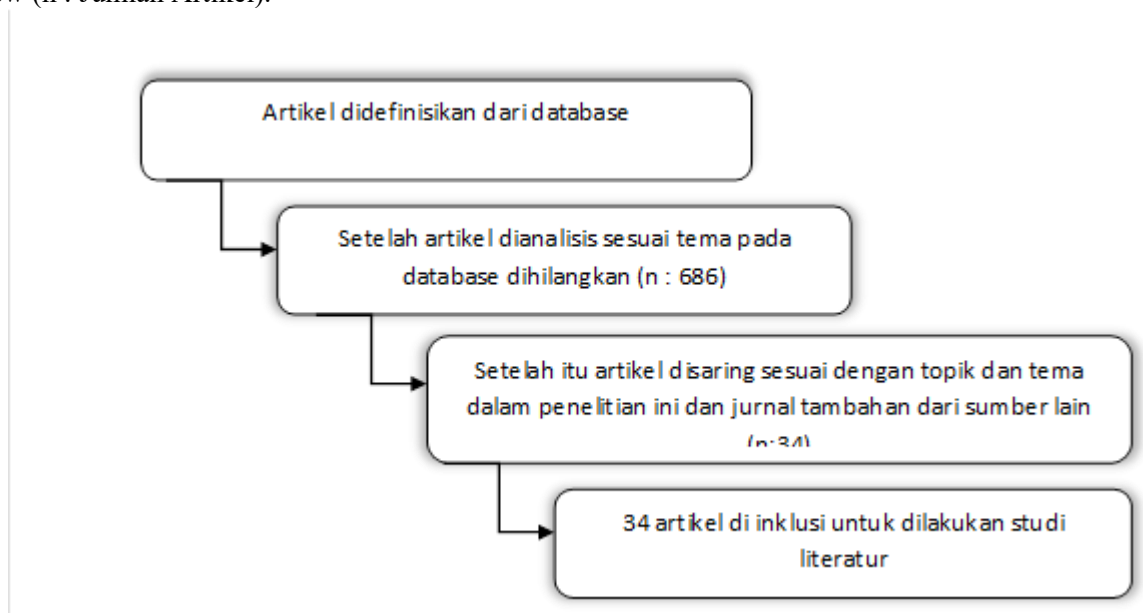 Artikel didefinisikan dari database
Setelah artikel dianalisis sesuai tema pada
database dihilangkan (n : 686)
Setelah itu artikel disaring sesuai dengan topik dan tema
dalam penelitian ini dan jurnal tambahan dari sumber lain
(n:34)
34 artikel di inklusi untuk dilakukan studi
literatur